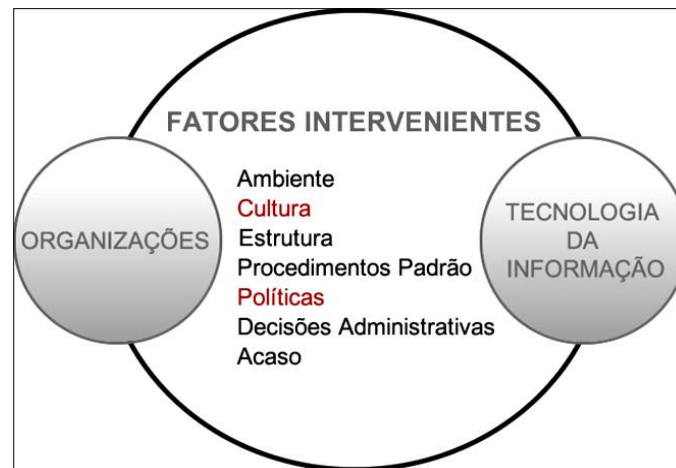 FATORES INTERVENIENTES
ORGANIZAÇÕES
Ambiente
Cultura
Estrutura
Procedimentos Padrão
Políticas
Decisões Administrativas
Acaso
TECNOLOGIA
DA
INFORMAÇÃO